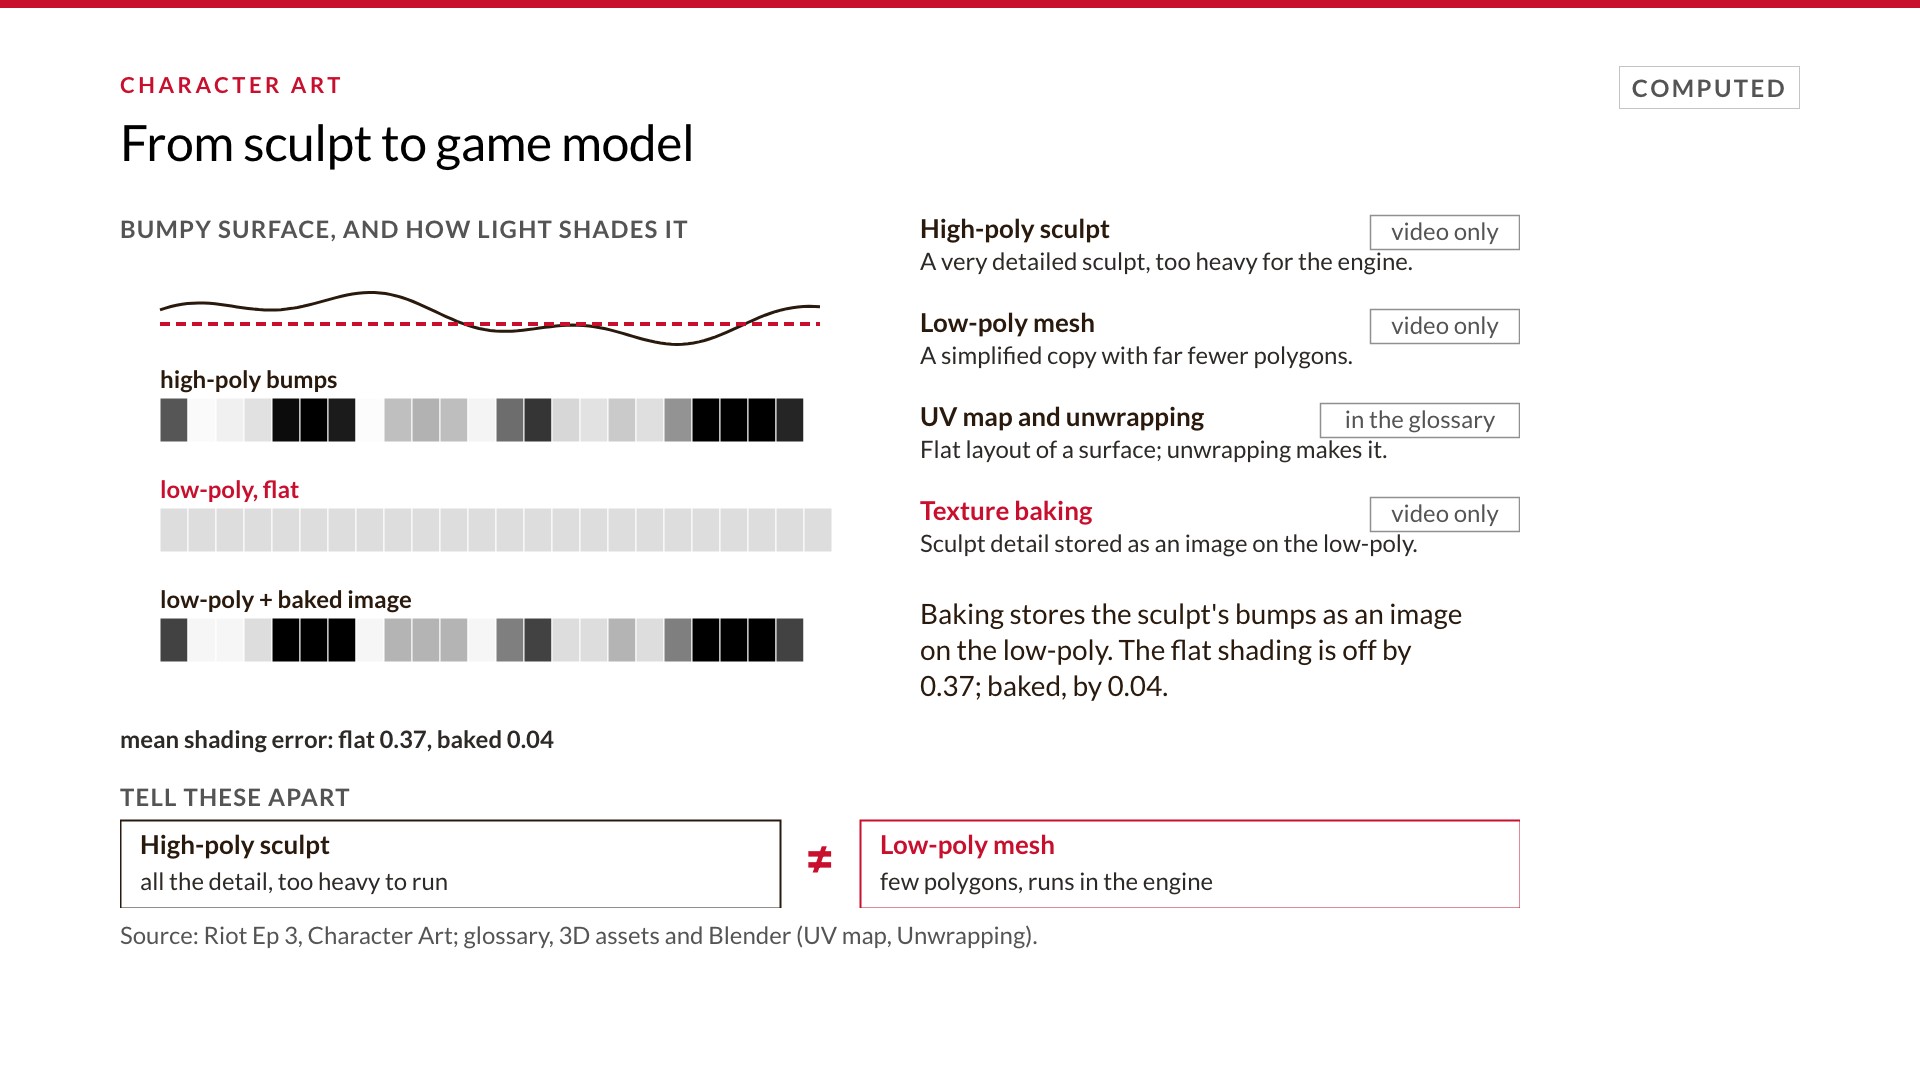 CHARACTER ART
COMPUTED
From sculpt to game model
BUMPY SURFACE, AND HOW LIGHT SHADES IT
high-poly bumps
low-poly, flat
low-poly + baked image
mean shading error: flat 0.37, baked 0.04
High-poly sculpt
video only
A very detailed sculpt, too heavy for the engine.
Low-poly mesh
video only
A simplified copy with far fewer polygons.
UV map and unwrapping
in the glossary
Flat layout of a surface; unwrapping makes it.
Texture baking
video only
Sculpt detail stored as an image on the low-poly.
Baking stores the sculpt's bumps as an image
on the low-poly. The flat shading is off by
0.37; baked, by 0.04.
TELL THESE APART
High-poly sculpt
all the detail, too heavy to run
≠
Low-poly mesh
few polygons, runs in the engine
Source: Riot Ep 3, Character Art; glossary, 3D assets and Blender (UV map, Unwrapping).